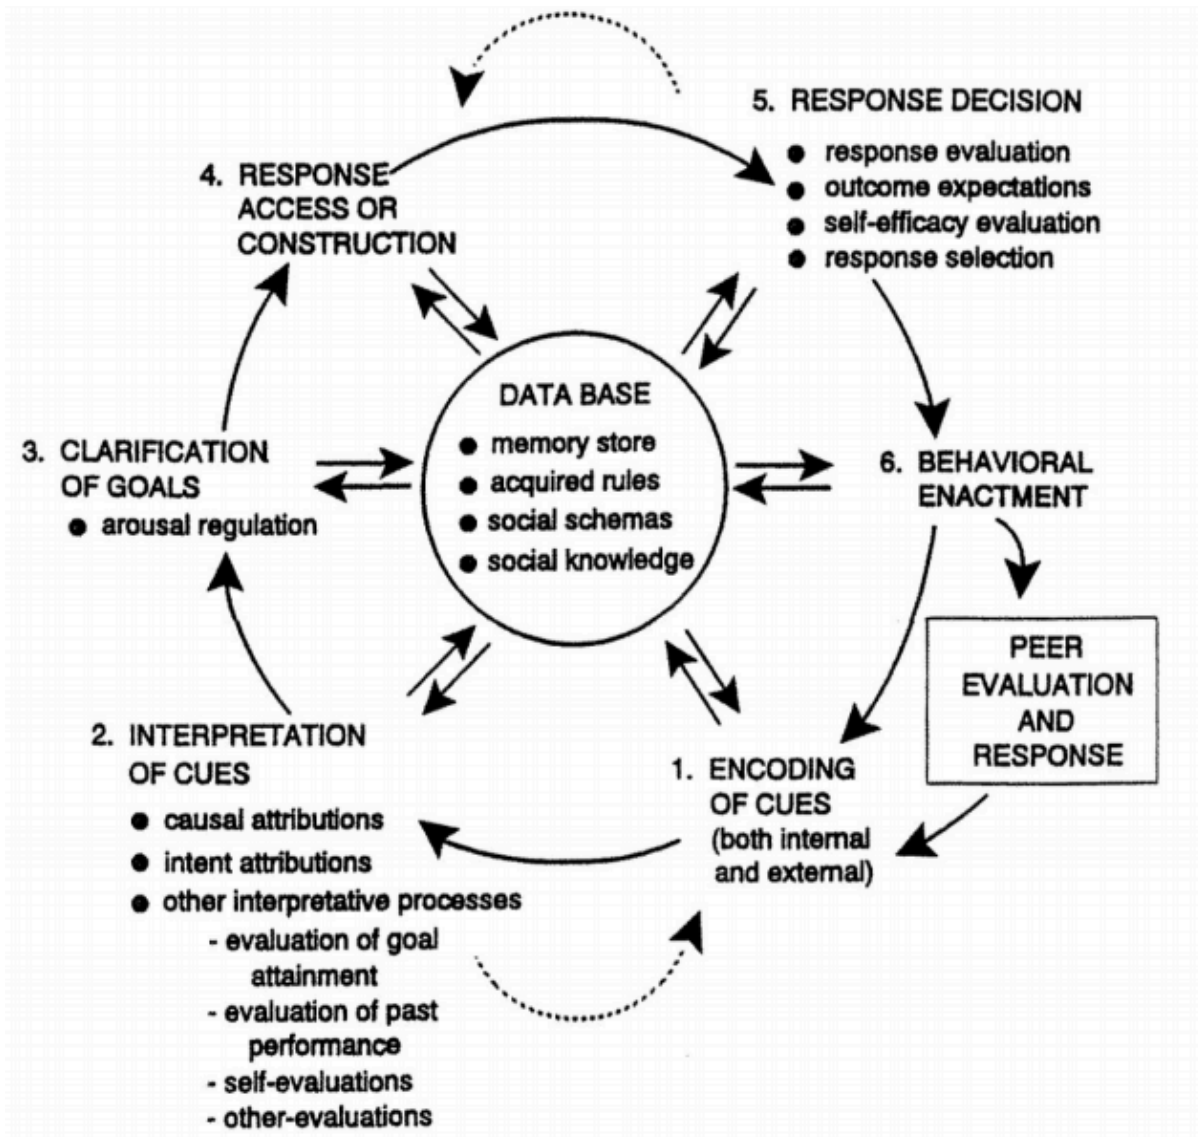 5. RESPONSE DECISION
● response evaluation
● outcome expectations
● self-efficacy evaluation
● response selection
4. RESPONSE
ACCESS OR
CONSTRUCTION
DATA BASE
● memory store
● acquired rules
● social schemas
● social knowledge
3. CLARIFICATION
OF GOALS
● arousal regulation
6. BEHAVIORAL
ENACTMENT
PEER
EVALUATION
AND
RESPONSE
2. INTERPRETATION
OF CUES
● causal attributions
● intent attributions
● other interpretative processes
- evaluation of goal
attainment
- evaluation of past
performance
- self-evaluations
- other-evaluations
1. ENCODING
OF CUES
(both internal
and external)